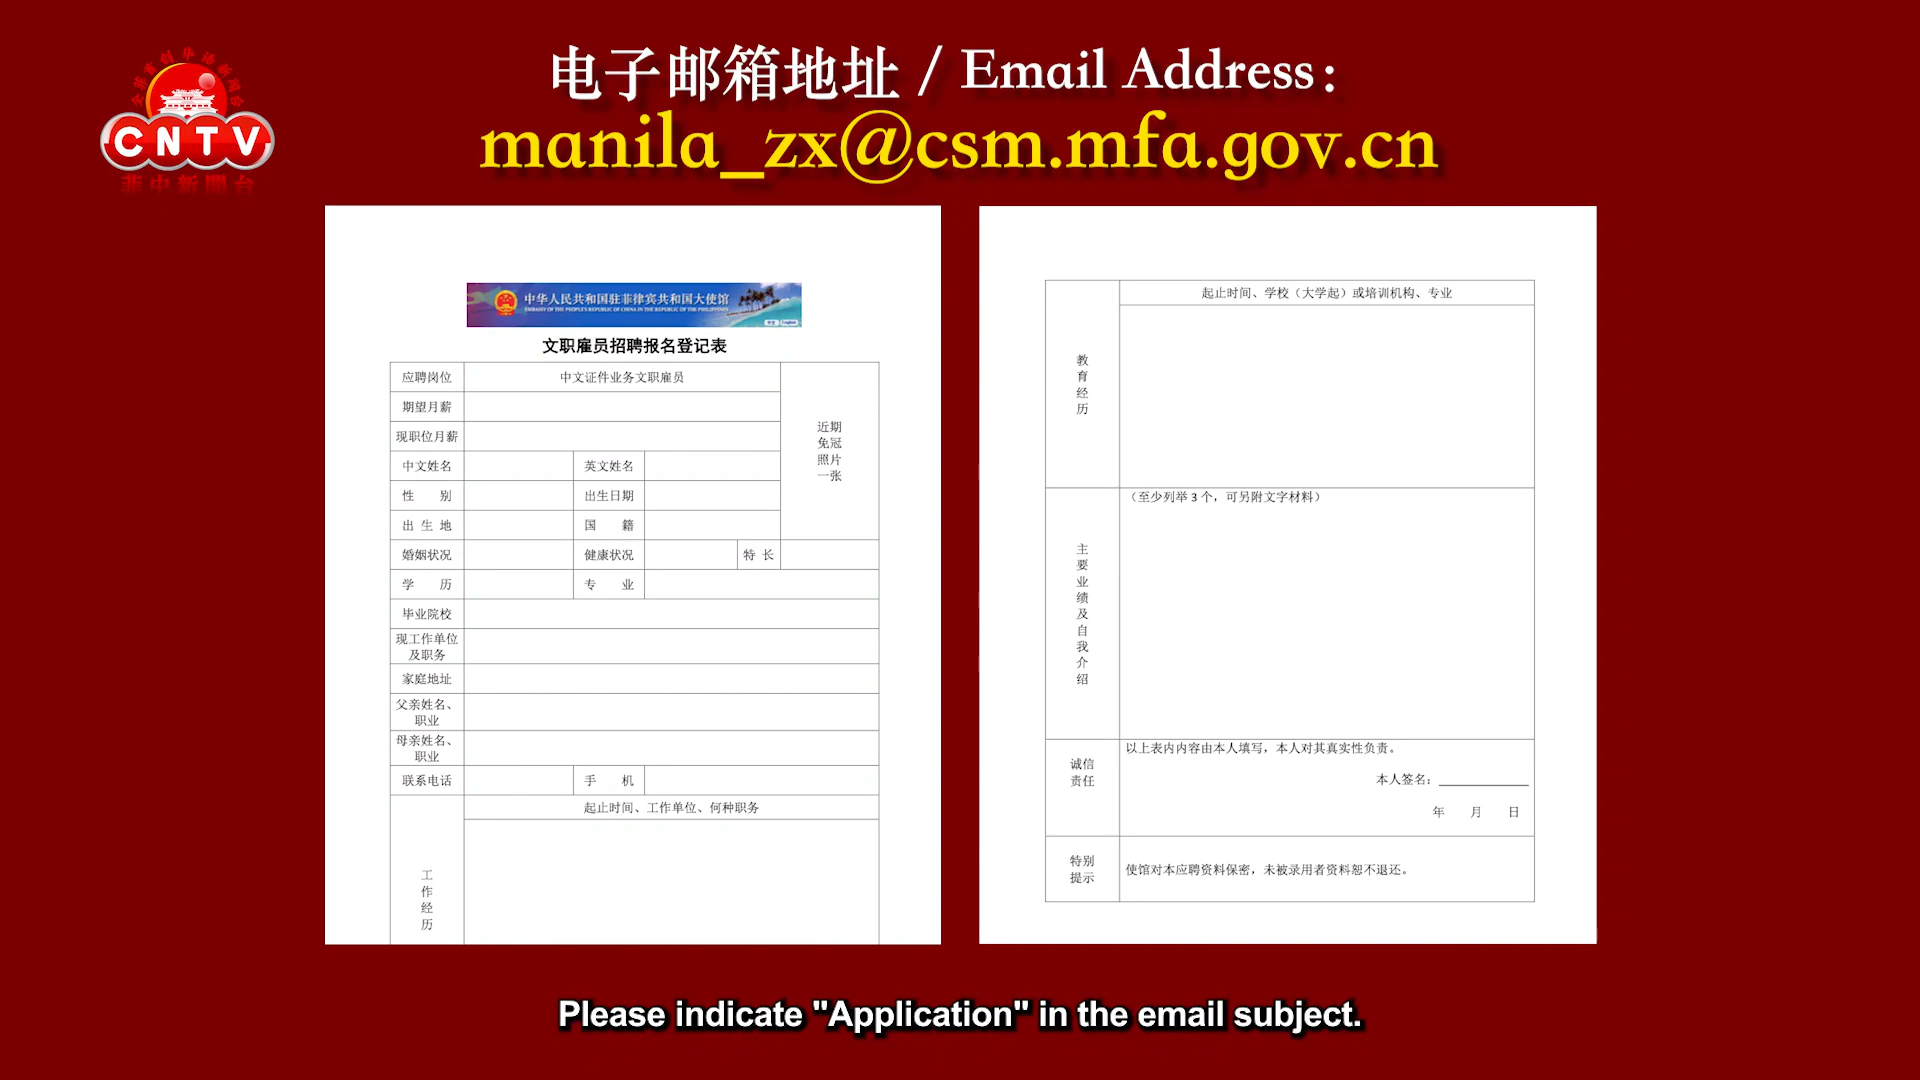 电子邮箱地址 / Email Address:
manila_zx@csm.mfa.gov.cn
CNTV
菲中新闻台
中华人民共和国驻菲律宾共和国大使馆
EMBASSY OF THE PEOPLE'S REPUBLIC OF CHINA IN THE REPUBLIC OF THE PHILIPPINES
中文 English
文职雇员招聘报名登记表
应聘岗位 中文证件业务文职雇员
期望月薪
现职位月薪
近期
免冠
照片
一张
中文姓名 英文姓名
性 别 出生日期
出 生 地 国 籍
婚姻状况 健康状况 特 长
学 历 专 业
毕业院校
现工作单位
及职务
家庭地址
父亲姓名、
职业
母亲姓名、
职业
联系电话 手 机
起止时间、工作单位、何种职务
工
作
经
历
起止时间、学校（大学起）或培训机构、专业
教
育
经
历
（至少列举 3 个，可另附文字材料）
主
要
业
绩
及
自
我
介
绍
以上表内内容由本人填写，本人对其真实性负责。
诚信
责任
本人签名：
年 月 日
特别
提示
使馆对本应聘资料保密，未被录用者资料恕不退还。
Please indicate "Application" in the email subject.